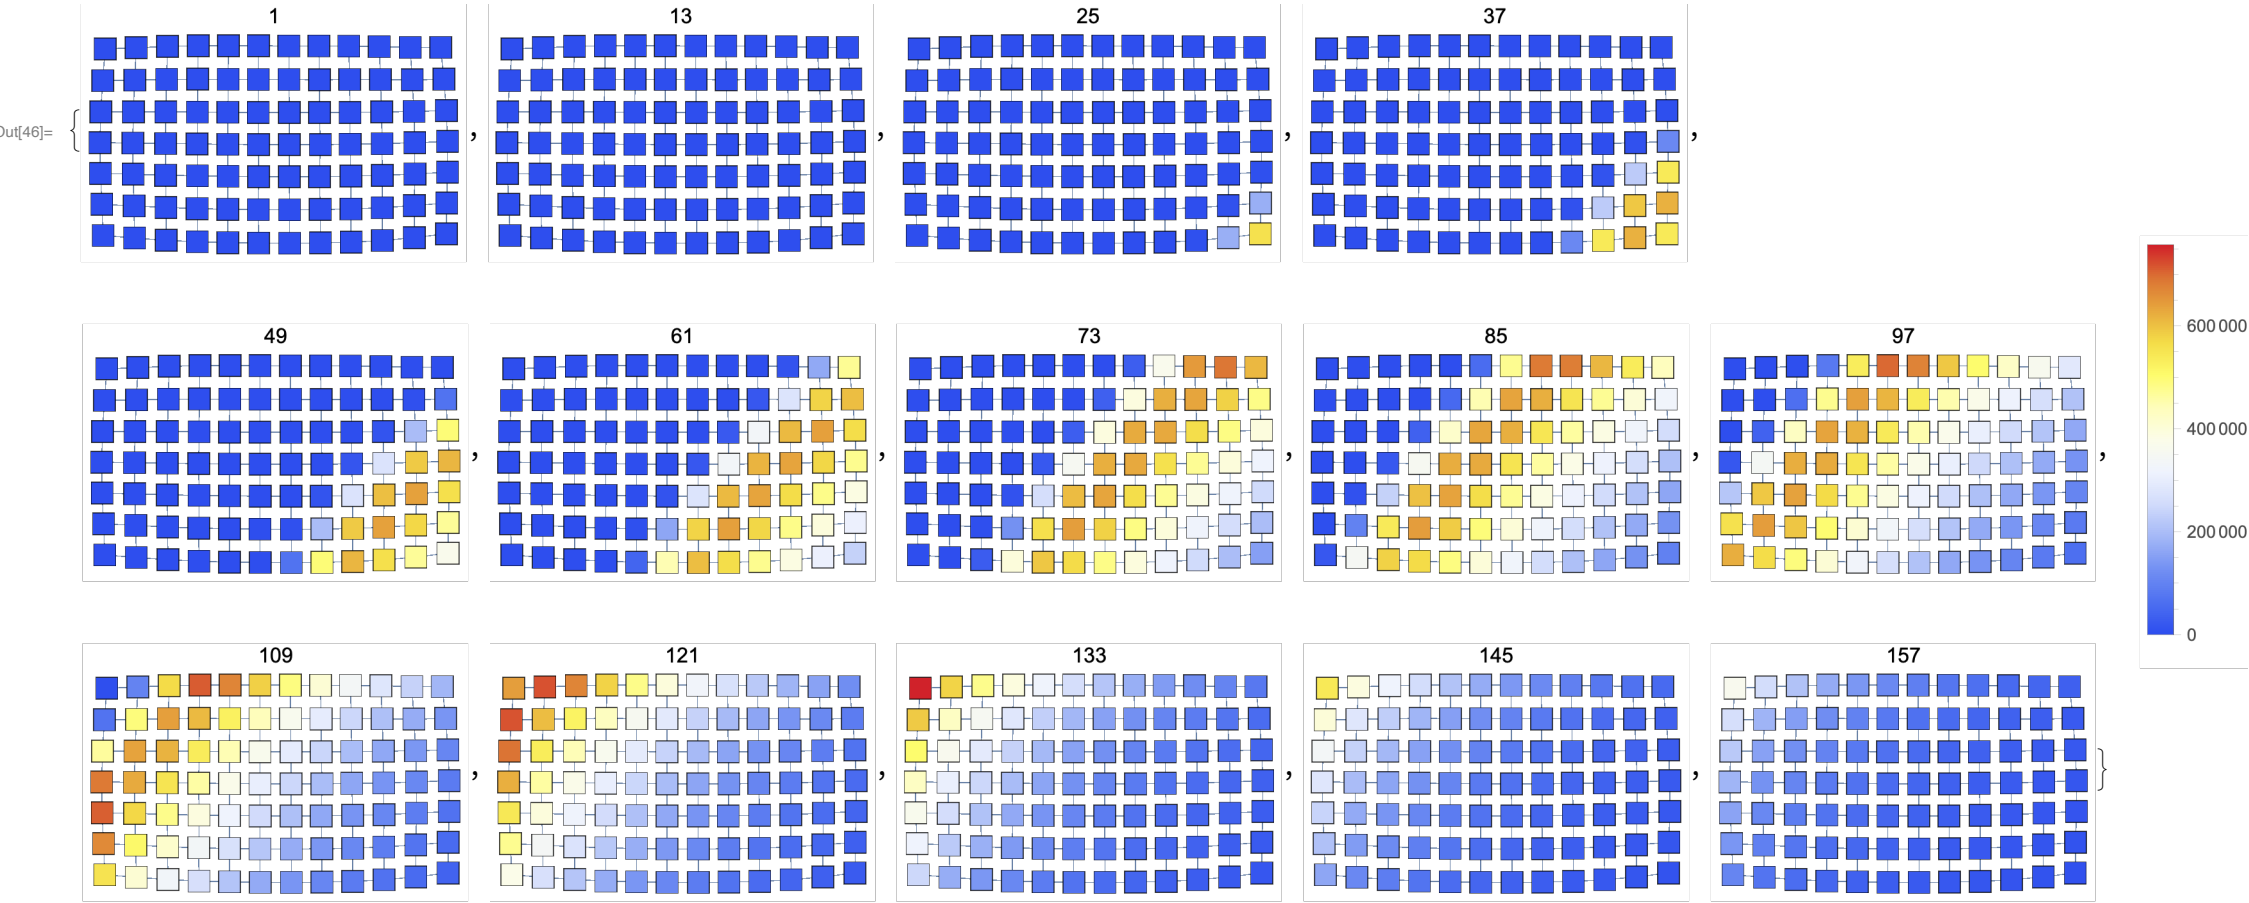 1 13 25 37
Out[46]= { , , , ,
49 61 73 85 97
, , , , ,
109 121 133 145 157
, , , , }
600 000
400 000
200 000
0